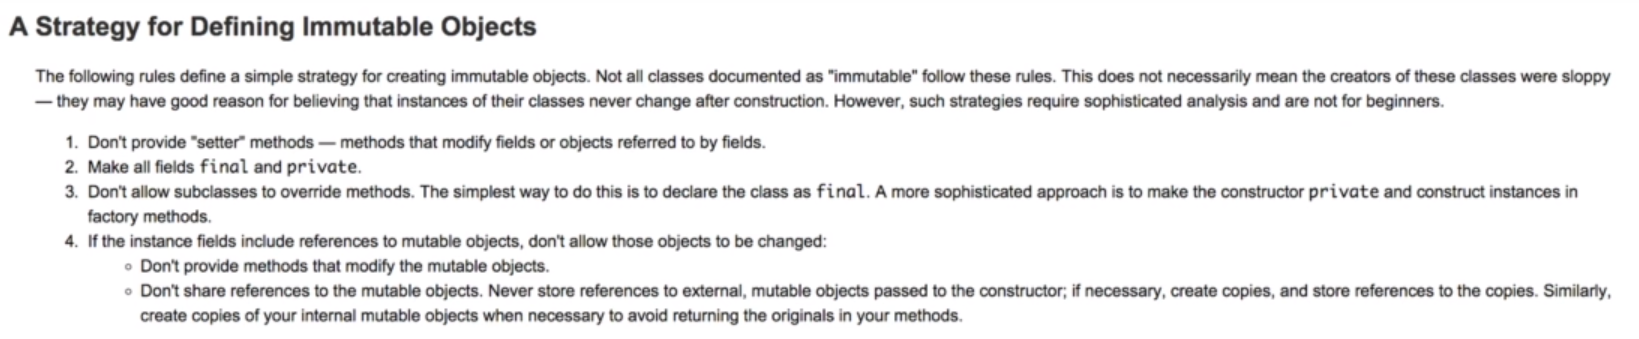 A Strategy for Defining Immutable Objects
The following rules define a simple strategy for creating immutable objects. Not all classes documented as "immutable" follow these rules. This does not necessarily mean the creators of these classes were sloppy
— they may have good reason for believing that instances of their classes never change after construction. However, such strategies require sophisticated analysis and are not for beginners.
1. Don't provide "setter" methods — methods that modify fields or objects referred to by fields.
2. Make all fields final and private.
3. Don't allow subclasses to override methods. The simplest way to do this is to declare the class as final. A more sophisticated approach is to make the constructor private and construct instances in
factory methods.
4. If the instance fields include references to mutable objects, don't allow those objects to be changed:
◦ Don't provide methods that modify the mutable objects.
◦ Don't share references to the mutable objects. Never store references to external, mutable objects passed to the constructor; if necessary, create copies, and store references to the copies. Similarly,
create copies of your internal mutable objects when necessary to avoid returning the originals in your methods.